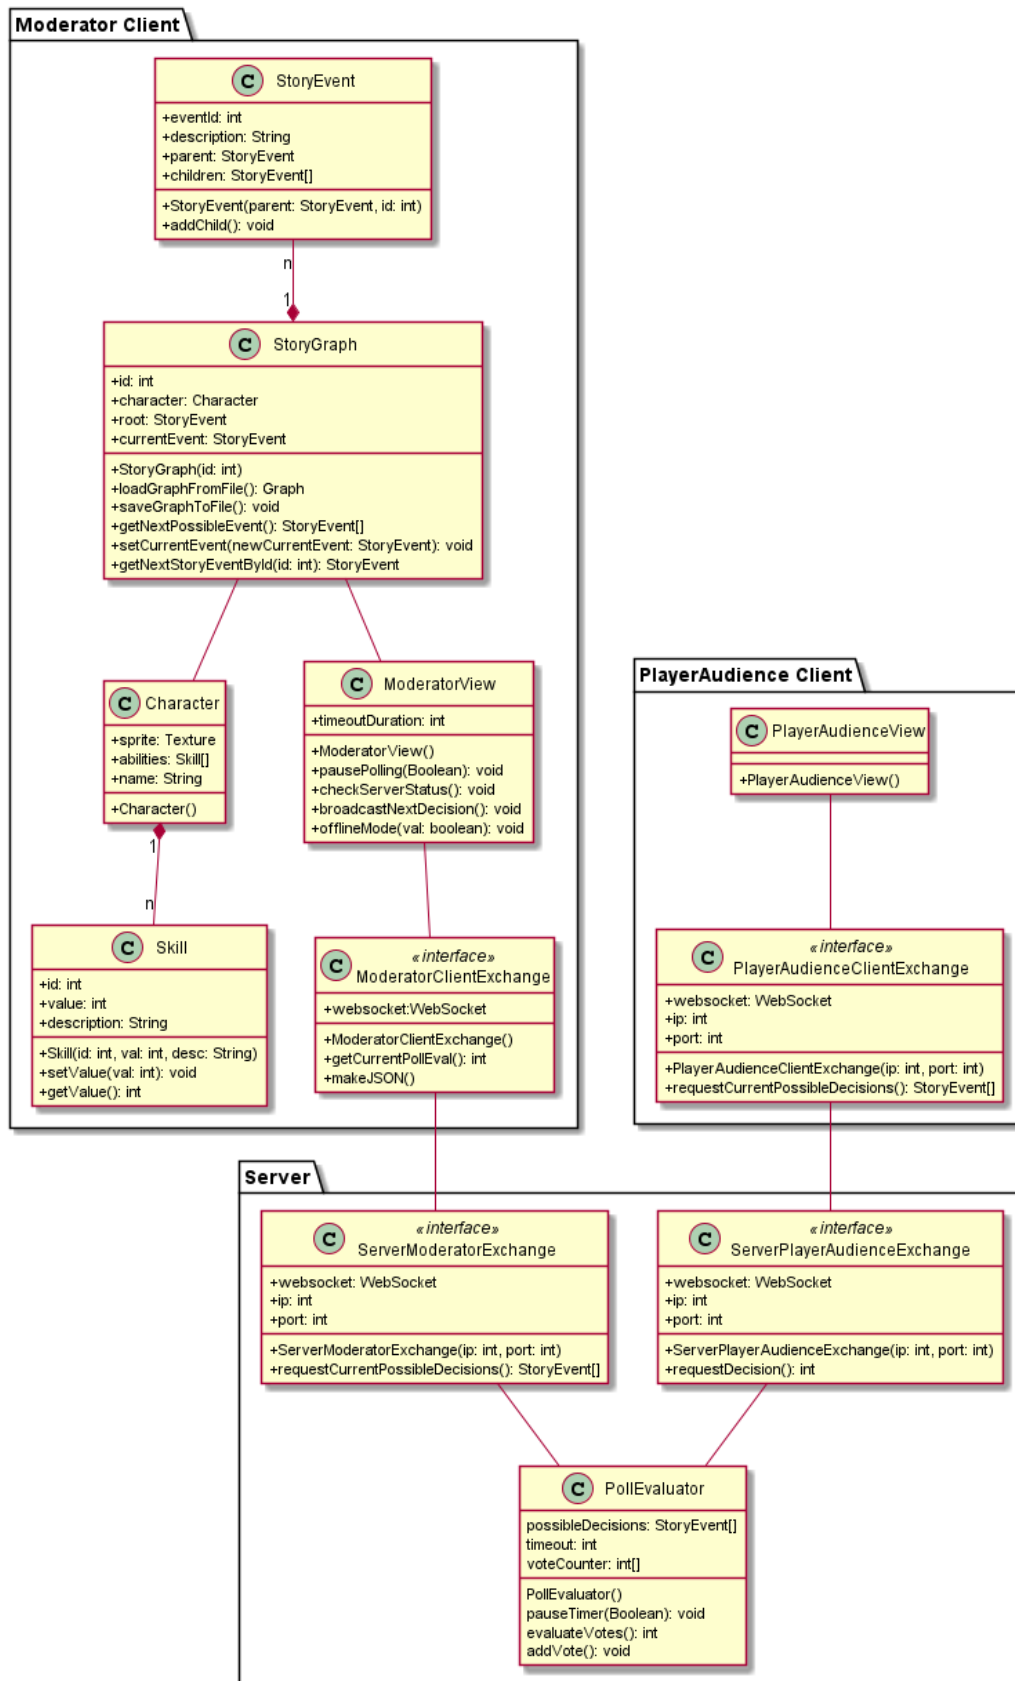 Moderator Client
C StoryEvent
+eventId: int
+description: String
+parent: StoryEvent
+children: StoryEvent[]
+StoryEvent(parent: StoryEvent, id: int)
+addChild(): void
n
1
C StoryGraph
+id: int
+character: Character
+root: StoryEvent
+currentEvent: StoryEvent
+StoryGraph(id: int)
+loadGraphFromFile(): Graph
+saveGraphToFile(): void
+getNextPossibleEvent(): StoryEvent[]
+setCurrentEvent(newCurrentEvent: StoryEvent): void
+getNextStoryEventById(id: int): StoryEvent
C Character
+sprite: Texture
+abilities: Skill[]
+name: String
+Character()
1
n
C ModeratorView
+timeoutDuration: int
+ModeratorView()
+pausePolling(Boolean): void
+checkServerStatus(): void
+broadcastNextDecision(): void
+offlineMode(val: boolean): void
C Skill
+id: int
+value: int
+description: String
+Skill(id: int, val: int, desc: String)
+setValue(val: int): void
+getValue(): int
«interface»
C ModeratorClientExchange
+websocket:WebSocket
+ModeratorClientExchange()
+getCurrentPollEval(): int
+makeJSON()
PlayerAudience Client
C PlayerAudienceView
+PlayerAudienceView()
«interface»
C PlayerAudienceClientExchange
+websocket: WebSocket
+ip: int
+port: int
+PlayerAudienceClientExchange(ip: int, port: int)
+requestCurrentPossibleDecisions(): StoryEvent[]
Server
«interface»
C ServerModeratorExchange
+websocket: WebSocket
+ip: int
+port: int
+ServerModeratorExchange(ip: int, port: int)
+requestCurrentPossibleDecisions(): StoryEvent[]
«interface»
C ServerPlayerAudienceExchange
+websocket: WebSocket
+ip: int
+port: int
+ServerPlayerAudienceExchange(ip: int, port: int)
+requestDecision(): int
C PollEvaluator
possibleDecisions: StoryEvent[]
timeout: int
voteCounter: int[]
PollEvaluator()
pauseTimer(Boolean): void
evaluateVotes(): int
addVote(): void